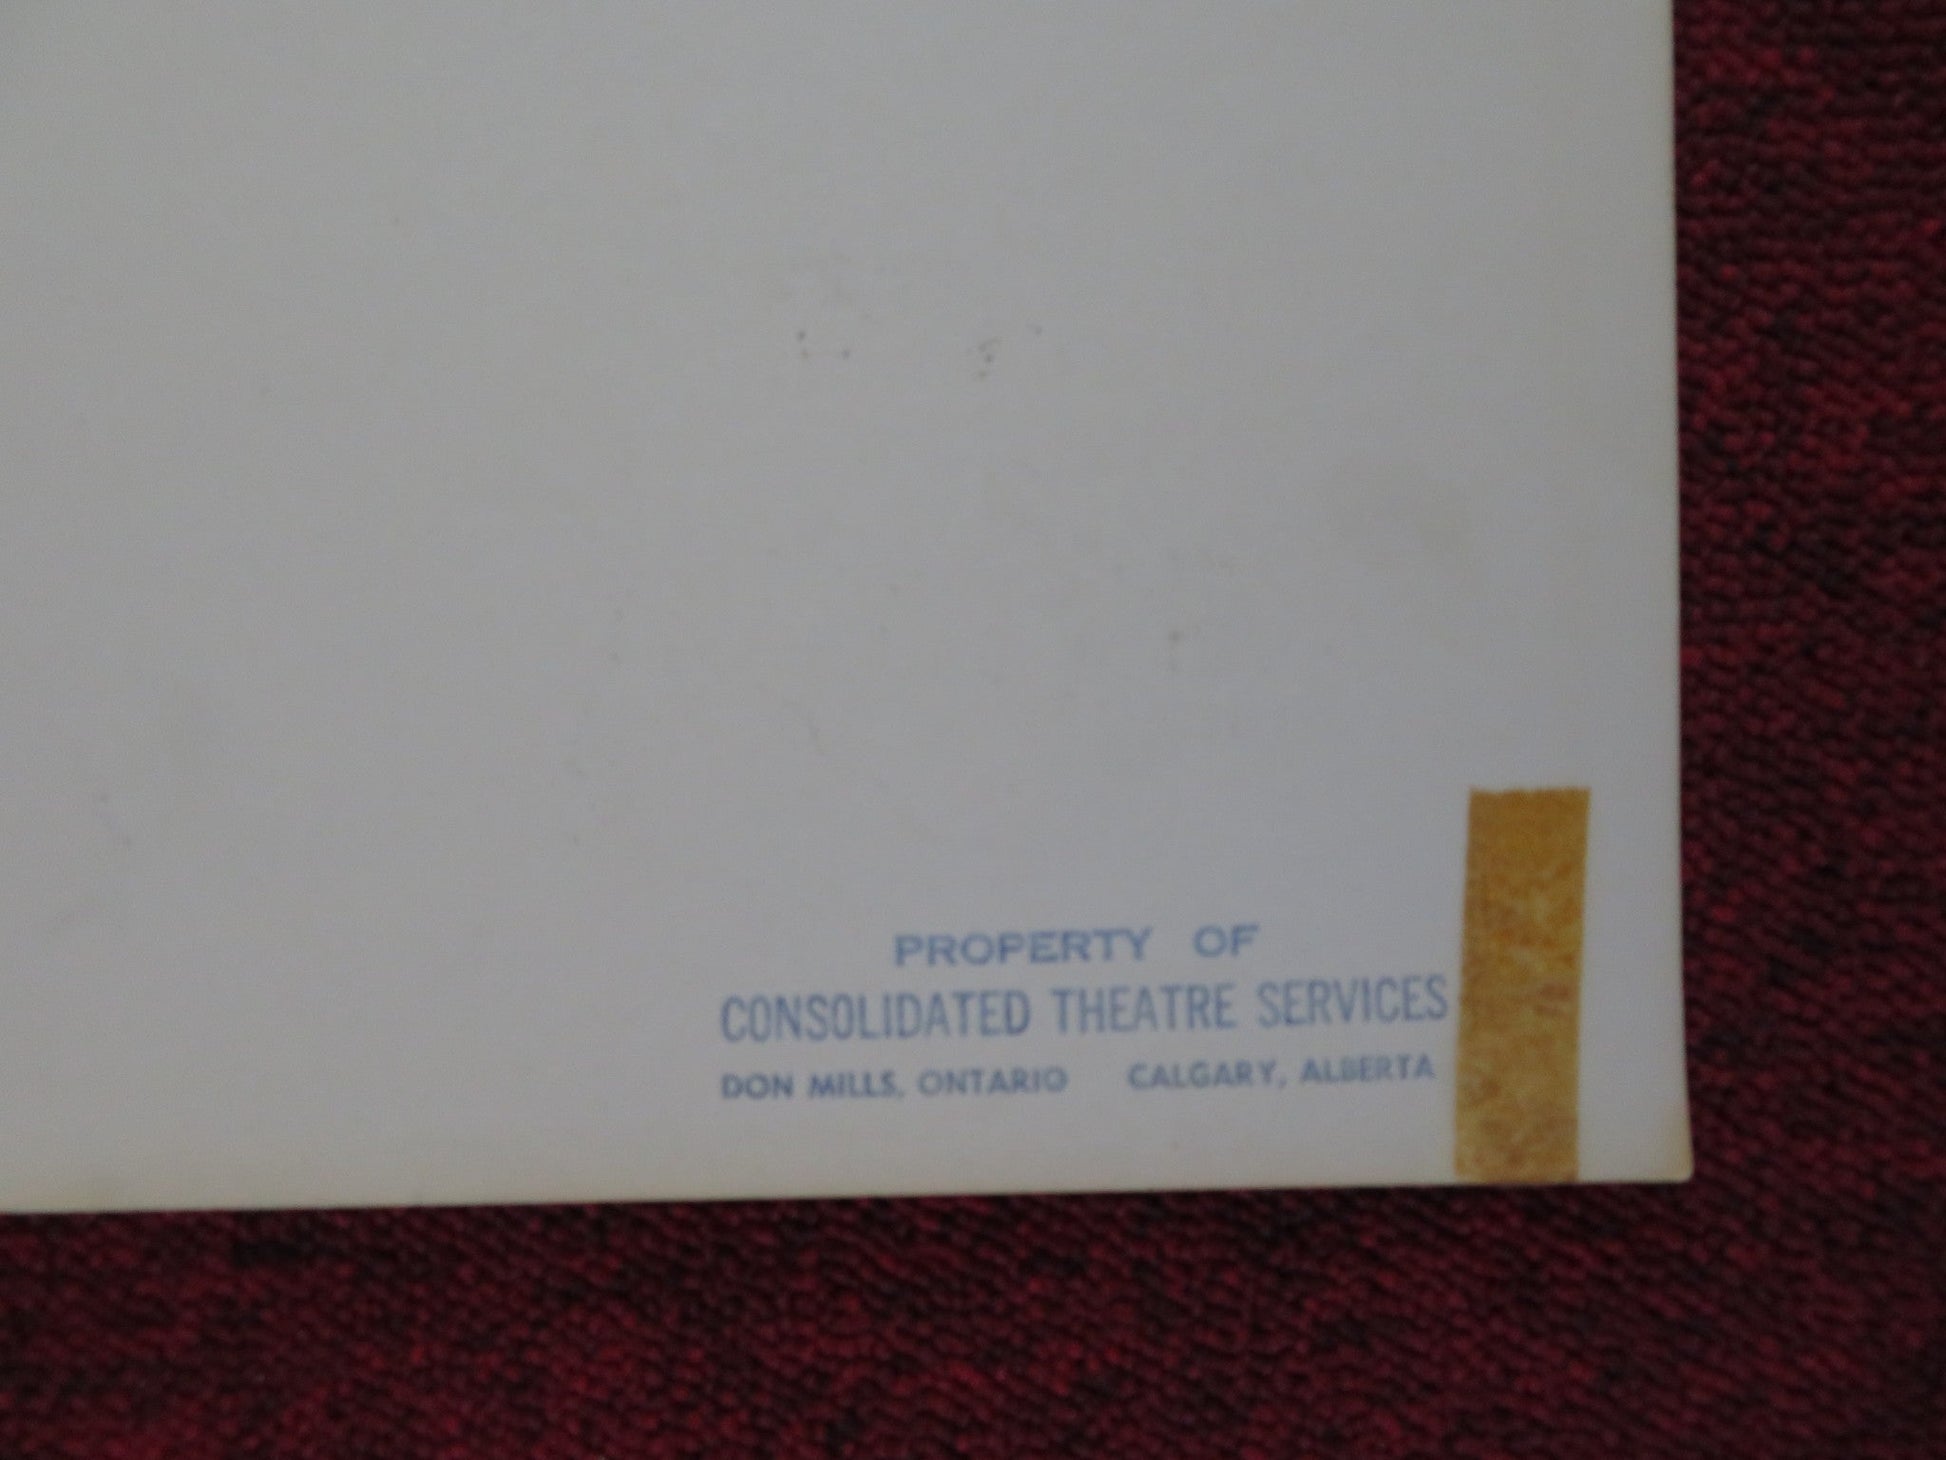 PROPERTY OF
CONSOLIDATED THEATRE SERVICES
DON MILLS, ONTARIO CALGARY, ALBERTA